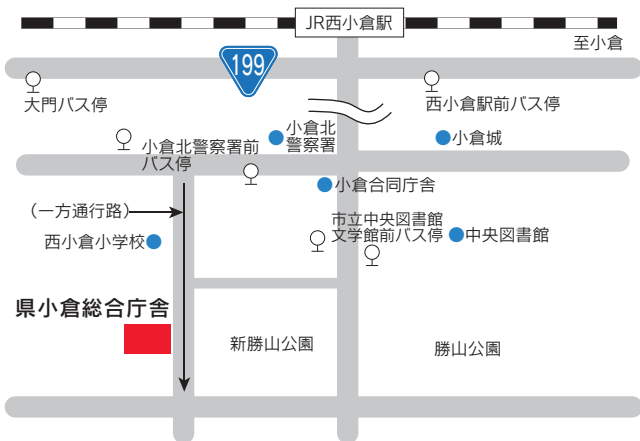 JR西小倉駅
至小倉
199
大門バス停
西小倉駅前バス停
小倉北
警察署
小倉城
小倉北警察署前
バス停
小倉合同庁舎
（一方通行路）
市立中央図書館
文学館前バス停
中央図書館
西小倉小学校
県小倉総合庁舎
新勝山公園
勝山公園